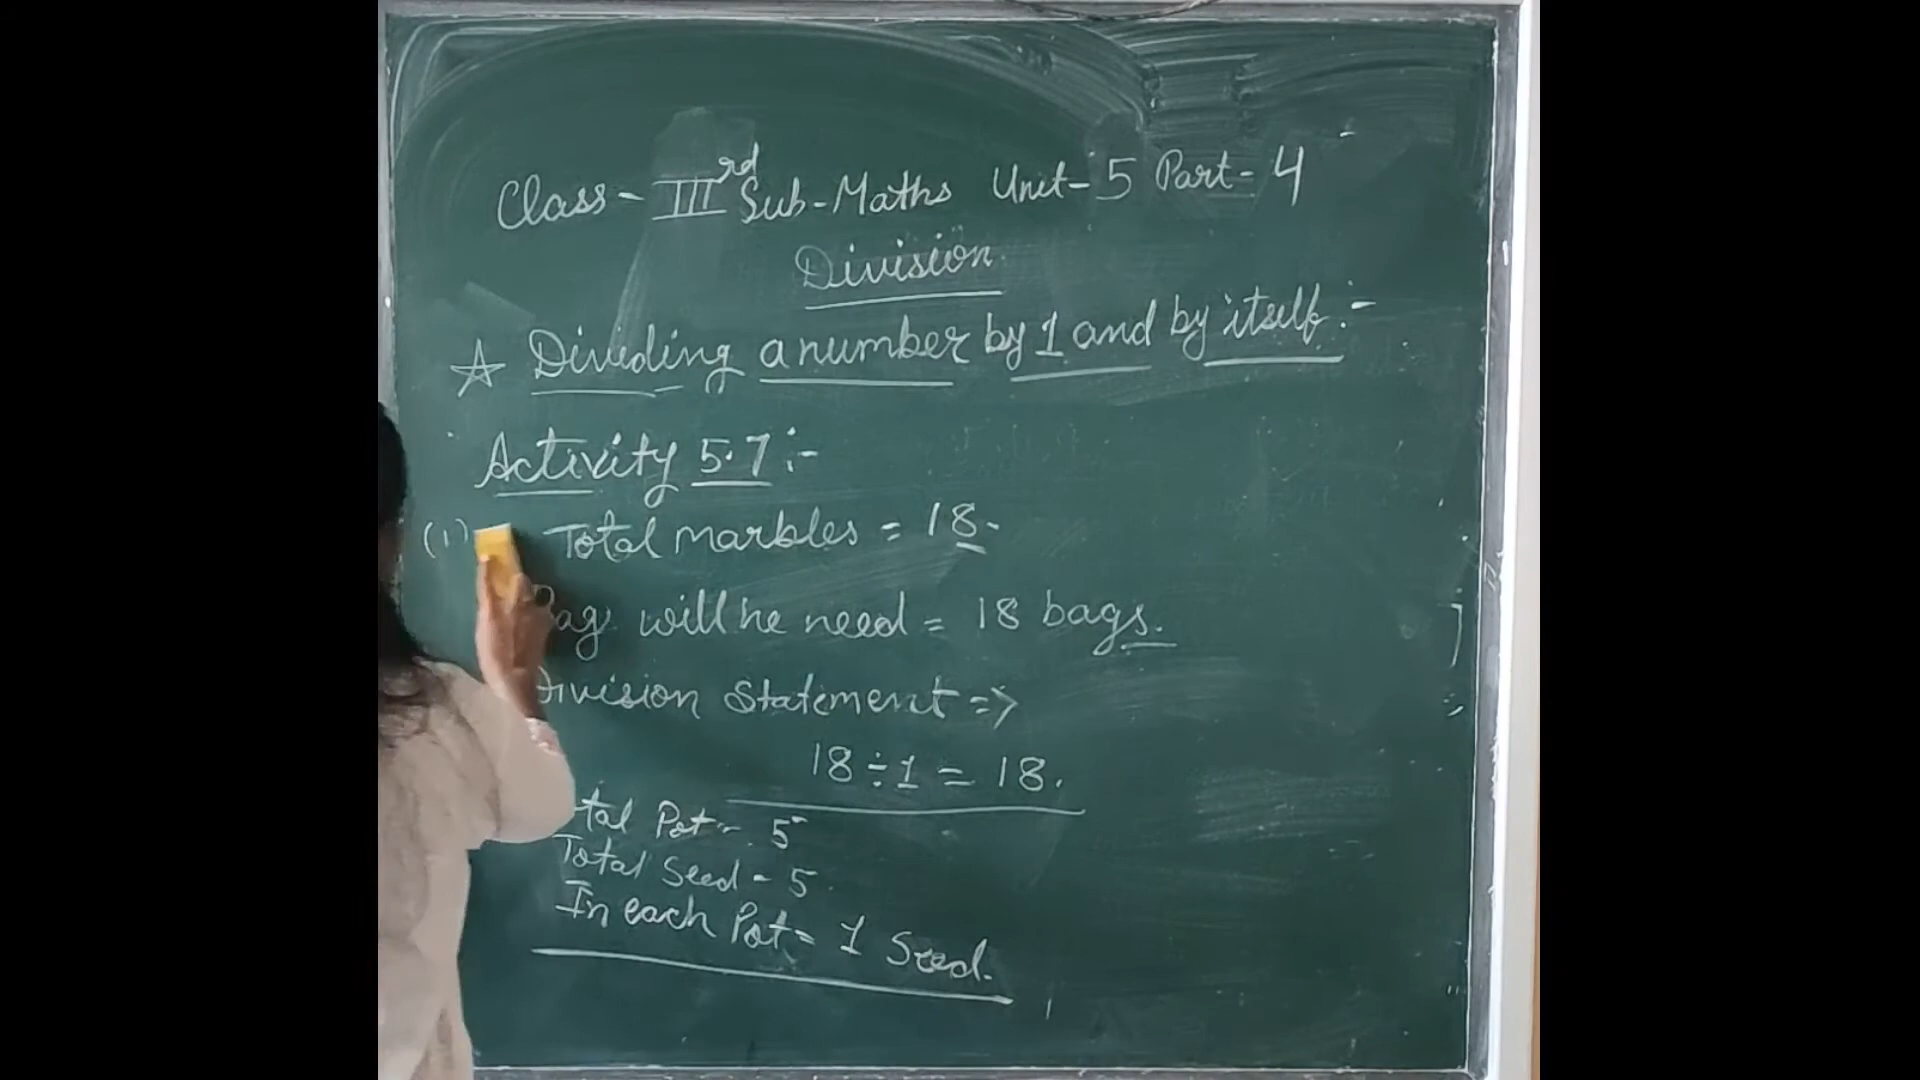 Class - IIIrd Sub - Maths Unit - 5 Part - 4
Division
☆ Dividing a number by 1 and by itself :-
Activity 5.7 :-
(1) Total marbles = 18.
Bag will he need = 18 bags.
Division Statement =>
18 ÷ 1 = 18.
tal Pot - 5
Total Seed - 5
In each Pot = 1 Seed.